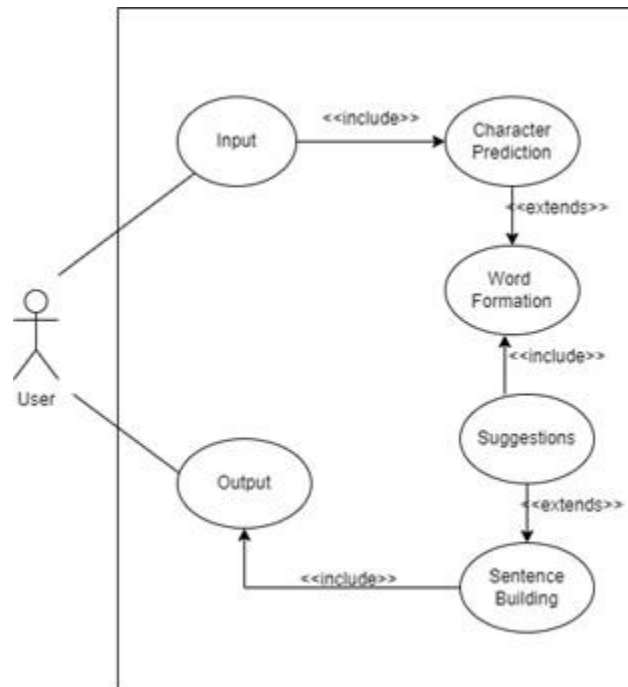 Input
<<include>>
Character
Prediction
<<extends>>
Word
Formation
<<include>>
User
Suggestions
Output
<<extends>>
<<include>>
Sentence
Building